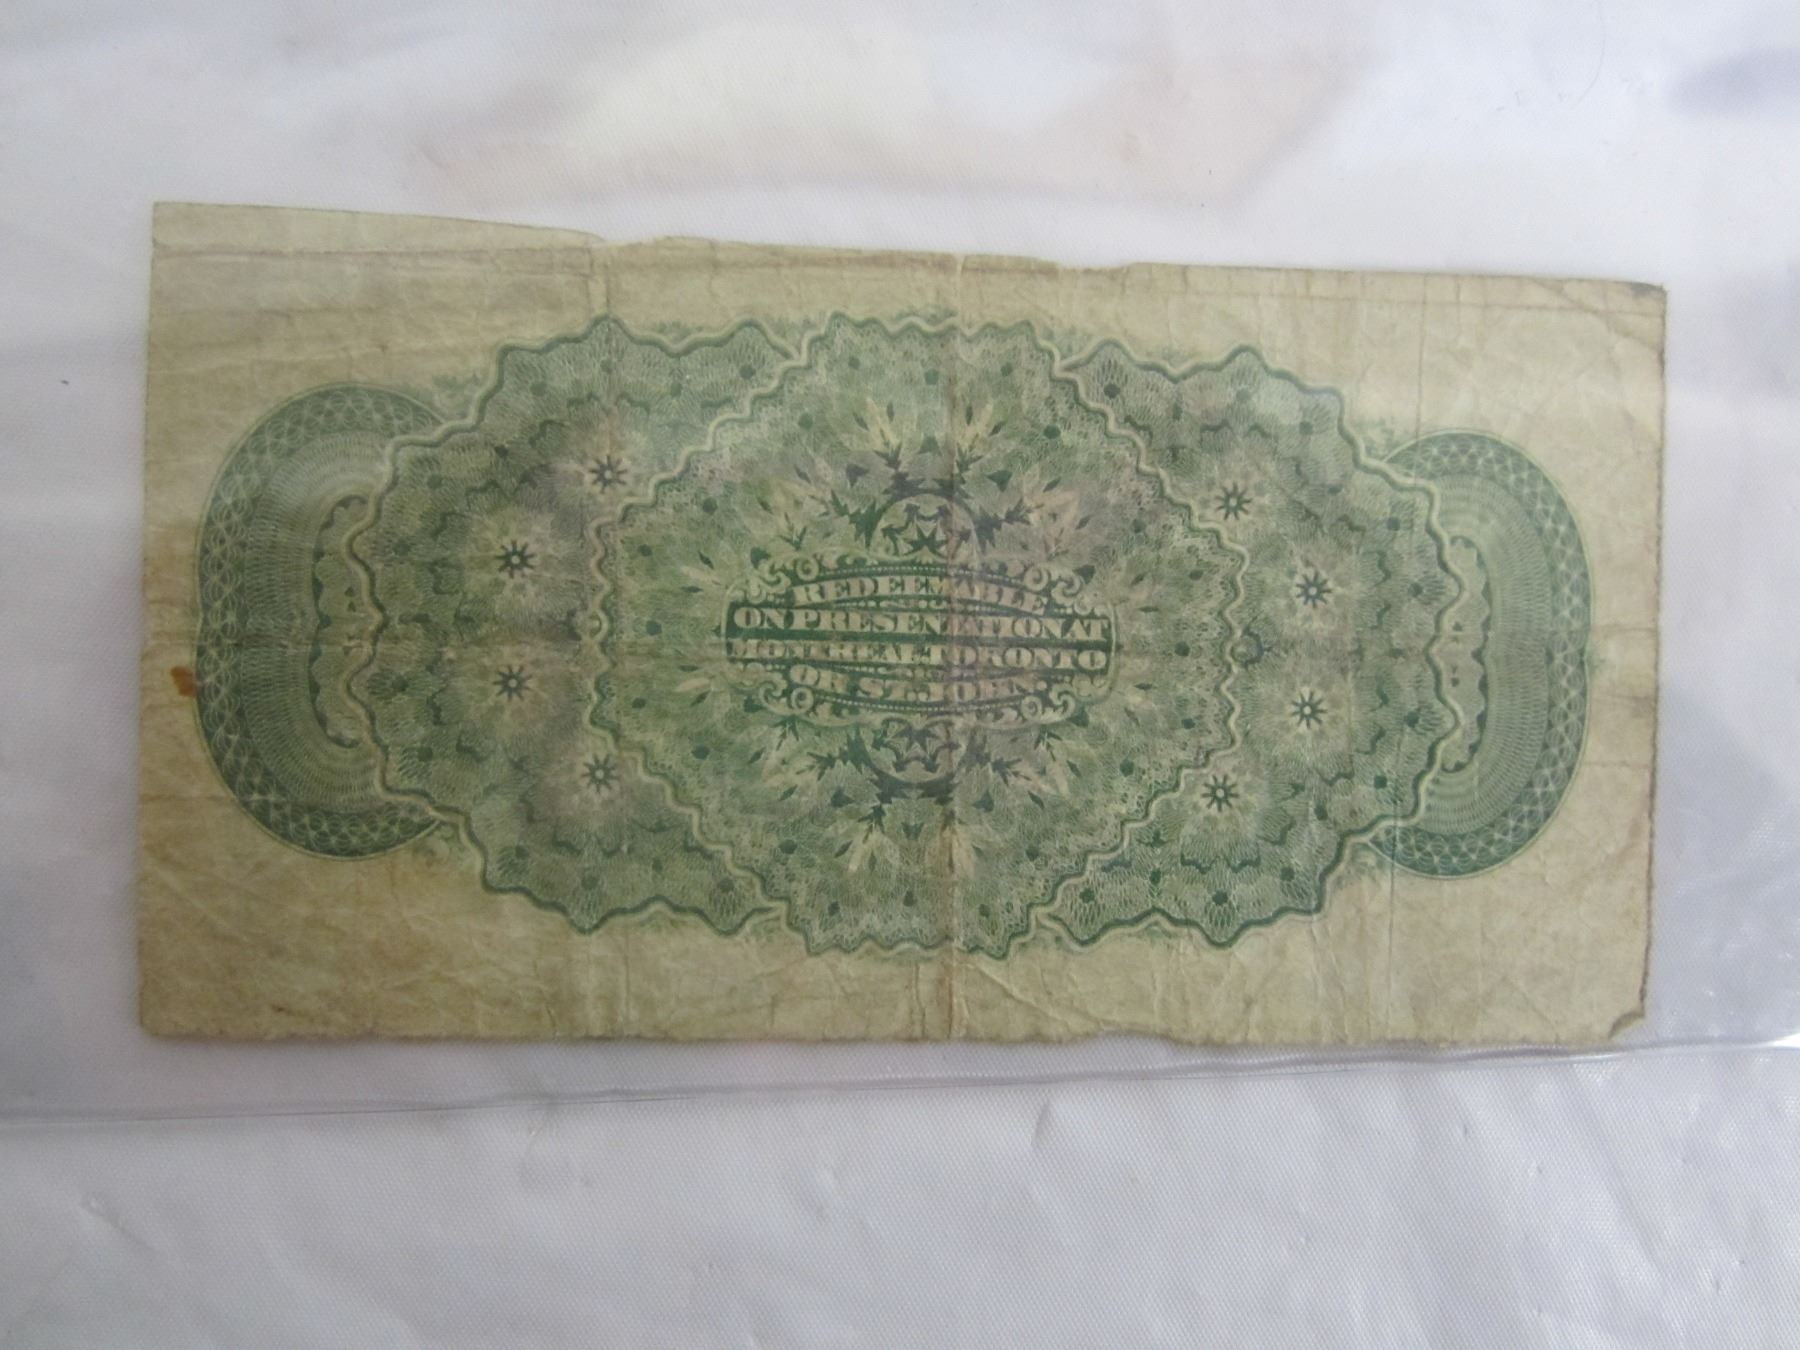 REDEEMABLE
ON PRESENTATION AT
MONTREAL TORONTO
OR ST. JOHN.